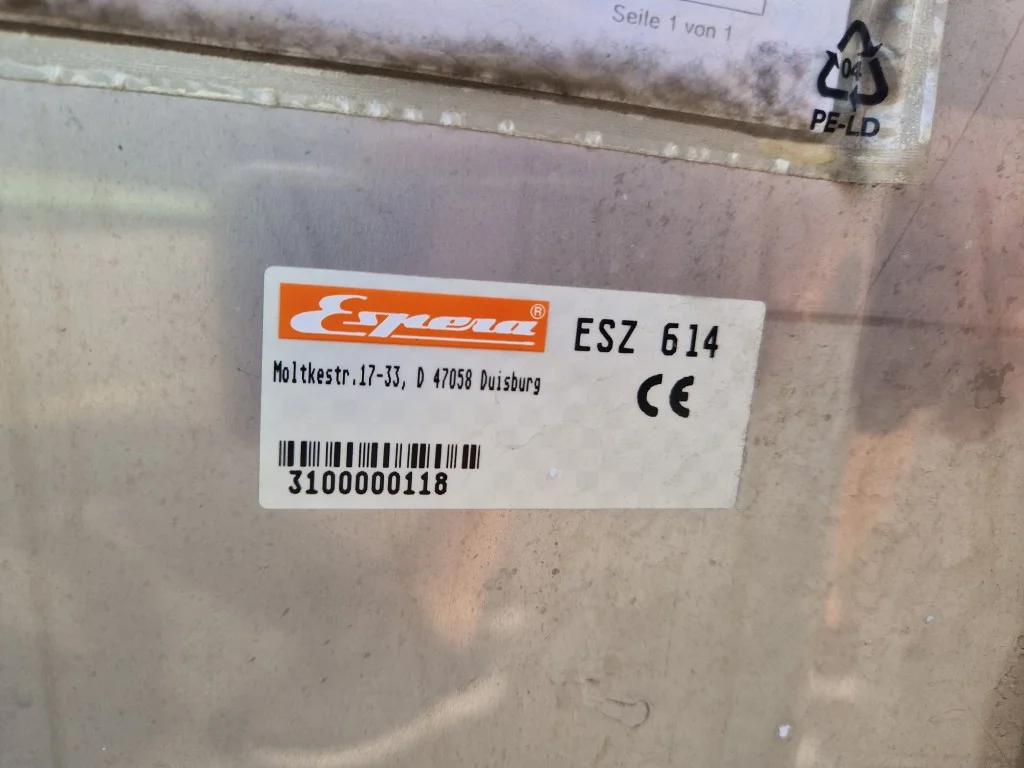 Seile 1 von 1
04
PE-LD
Espera®
ESZ 614
Moltkestr.17-33, D 47058 Duisburg
CE
3100000118